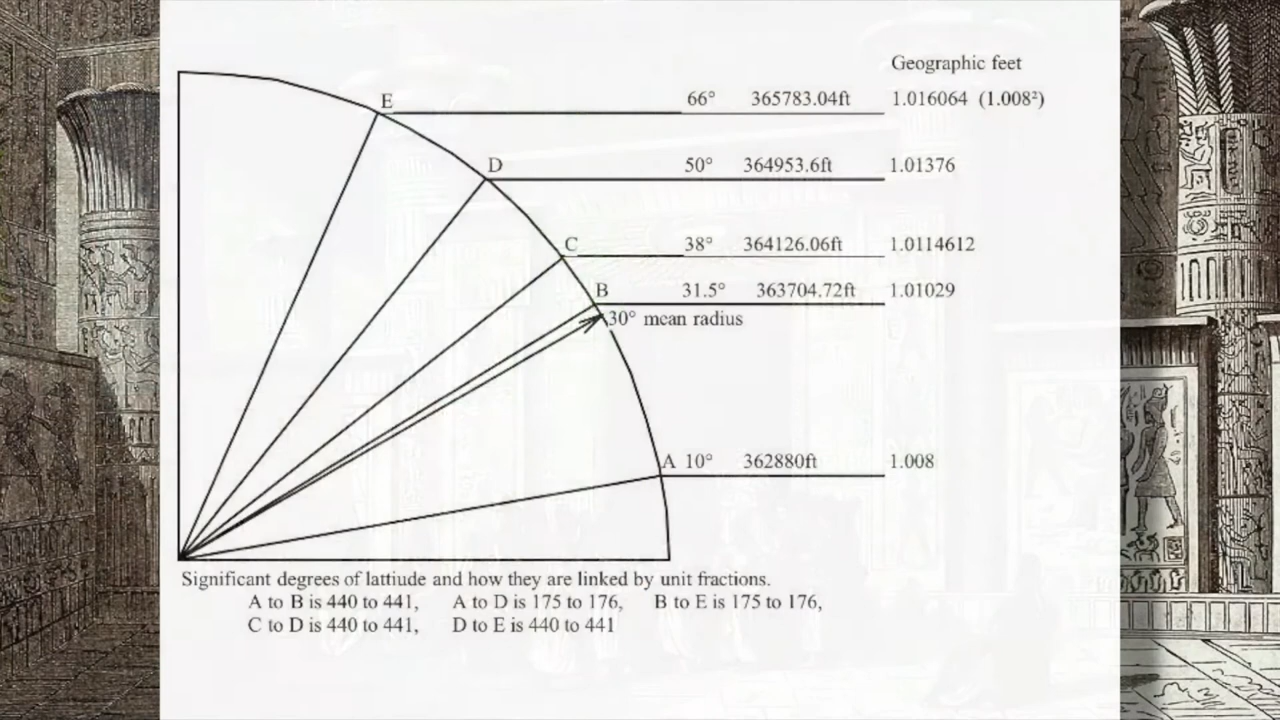 Geographic feet
E 66° 365783.04ft 1.016064 (1.008²)
D 50° 364953.6ft 1.01376
C 38° 364126.06ft 1.0114612
B 31.5° 363704.72ft 1.01029
30° mean radius
A 10° 362880ft 1.008
Significant degrees of lattiude and how they are linked by unit fractions.
A to B is 440 to 441, A to D is 175 to 176, B to E is 175 to 176,
C to D is 440 to 441, D to E is 440 to 441